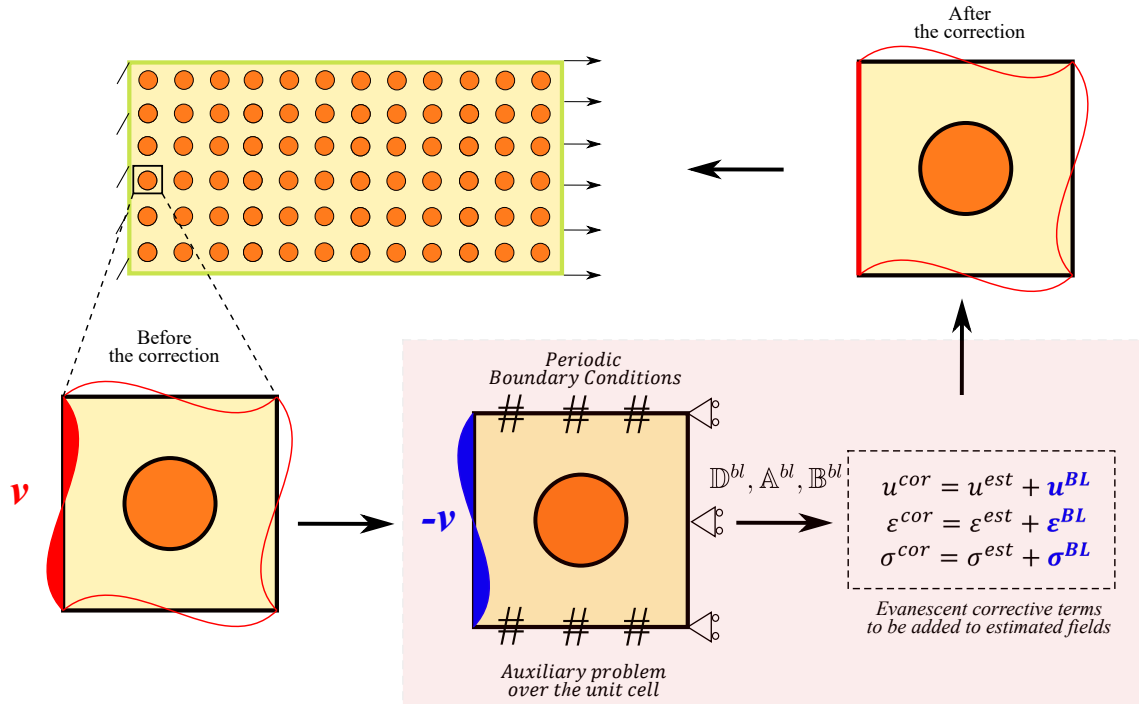 After
the correction
Before
the correction
v
Periodic
Boundary Conditions
-v
Auxiliary problem
over the unit cell
𝔻^{bl}, 𝔸^{bl}, 𝔹^{bl}
u^{cor} = u^{est} + u^{BL}
ε^{cor} = ε^{est} + ε^{BL}
σ^{cor} = σ^{est} + σ^{BL}
Evanescent corrective terms
to be added to estimated fields